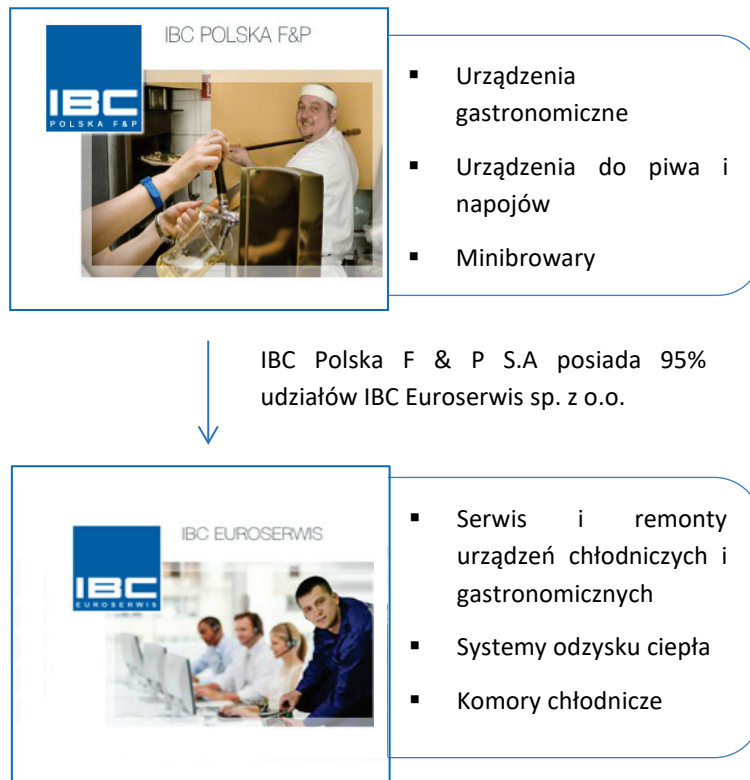 IBC POLSKA F&P
IBC
POLSKA F&P
▪ Urządzenia
gastronomiczne
▪ Urządzenia do piwa i
napojów
▪ Minibrowary
IBC Polska F & P S.A posiada 95%
udziałów IBC Euroserwis sp. z o.o.
IBC EUROSERWIS
IBC
EUROSERWIS
▪ Serwis i remonty
urządzeń chłodniczych i
gastronomicznych
▪ Systemy odzysku ciepła
▪ Komory chłodnicze